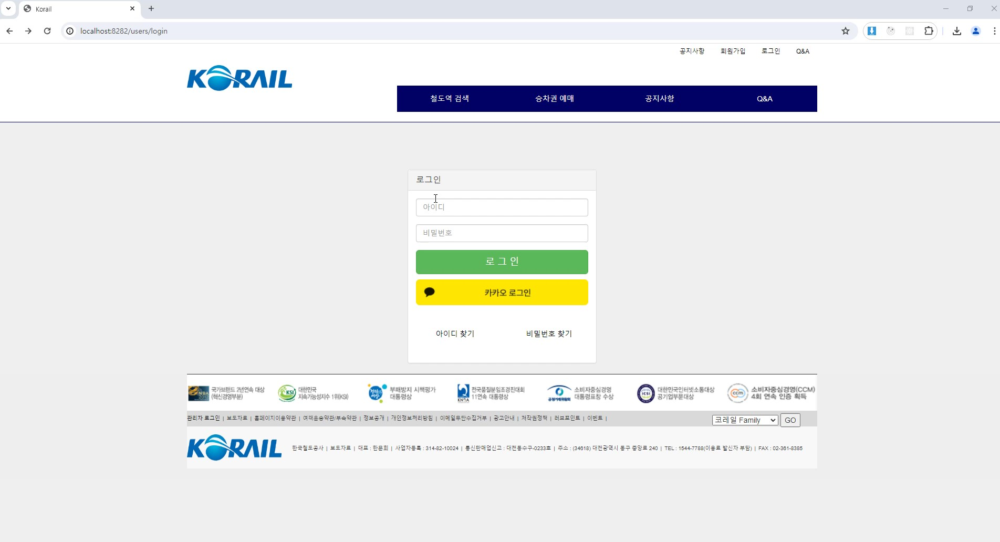 Korail
localhost:8282/users/login
공지사항 회원가입 로그인 Q&A
KORAIL
철도역 검색 승차권 예매 공지사항 Q&A
로그인
아이디
비밀번호
로 그 인
카카오 로그인
아이디 찾기 비밀번호 찾기
국가브랜드 2년연속 대상
(혁신경영부문)
KSI
대한민국
지속가능성지수 1위(KSI)
부패방지 시책평가
대통령상
전국품질분임조경진대회
11년연속 대통령상
공정거래위원회
소비자중심경영
대통령표창 수상
ICSI
대한민국인터넷소통대상
공기업부문대상
ccm
소비자중심경영(CCM)
4회 연속 인증 획득
관리자 로그인 | 보도자료 | 홈페이지이용약관 | 여객운송약관/부속약관 | 정보공개 | 개인정보처리방침 | 이메일무단수집거부 | 광고안내 | 저작권정책 | 러브포인트 | 이벤트 |
코레일 Family GO
KORAIL
한국철도공사 | 보도자료 | 대표 : 한문희 | 사업자등록 : 314-82-10024 | 통신판매업신고 : 대전동수구-0233호 | 주소 : (34618) 대전광역시 동구 중앙로 240 | TEL : 1544-7788(이용료 발신자 부담) | FAX : 02-361-8385